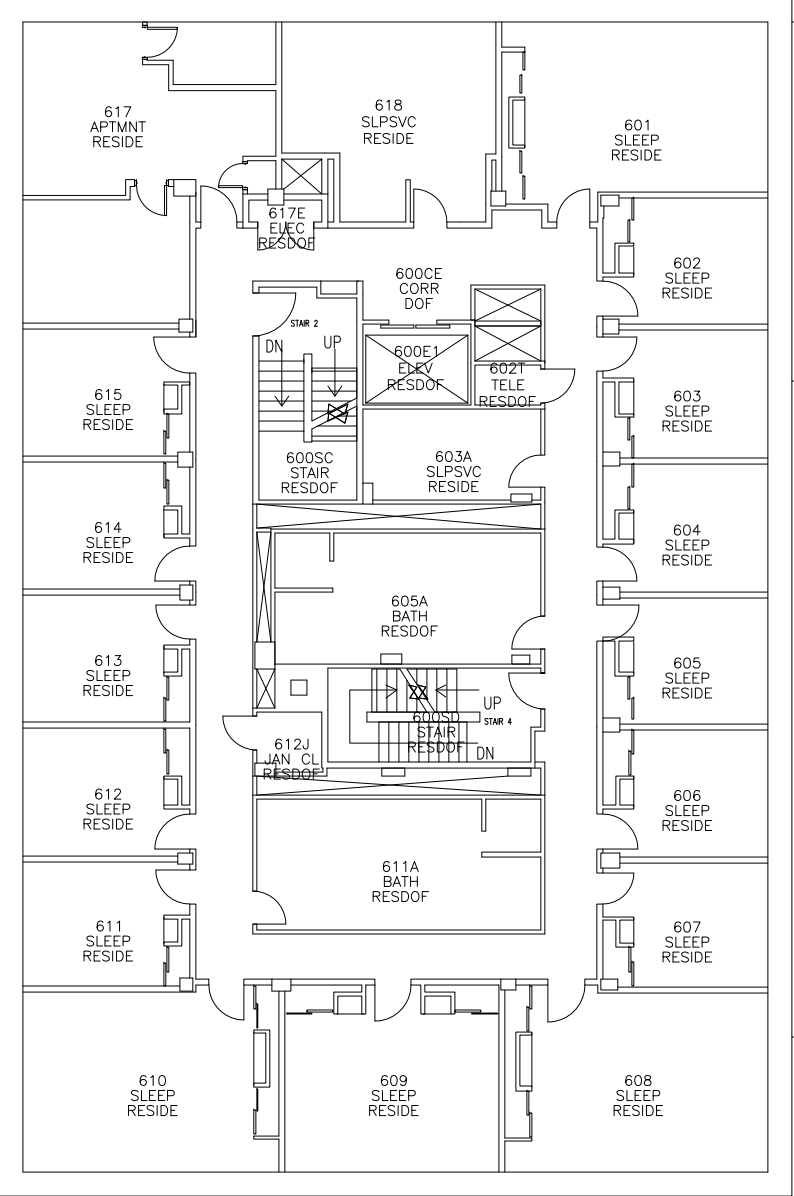 617
APTMNT
RESIDE
618
SLPSVC
RESIDE
601
SLEEP
RESIDE
617E
ELEC
RESDOF
600CE
CORR
DOF
602
SLEEP
RESIDE
STAIR 2
DN
UP
600E1
ELEV
RESDOF
602T
TELE
RESDOF
615
SLEEP
RESIDE
603
SLEEP
RESIDE
600SC
STAIR
RESDOF
603A
SLPSVC
RESIDE
614
SLEEP
RESIDE
604
SLEEP
RESIDE
605A
BATH
RESDOF
613
SLEEP
RESIDE
605
SLEEP
RESIDE
UP
600SD
STAIR
RESDOF
STAIR 4
DN
612J
JAN CL
RESDOF
612
SLEEP
RESIDE
606
SLEEP
RESIDE
611A
BATH
RESDOF
611
SLEEP
RESIDE
607
SLEEP
RESIDE
610
SLEEP
RESIDE
609
SLEEP
RESIDE
608
SLEEP
RESIDE